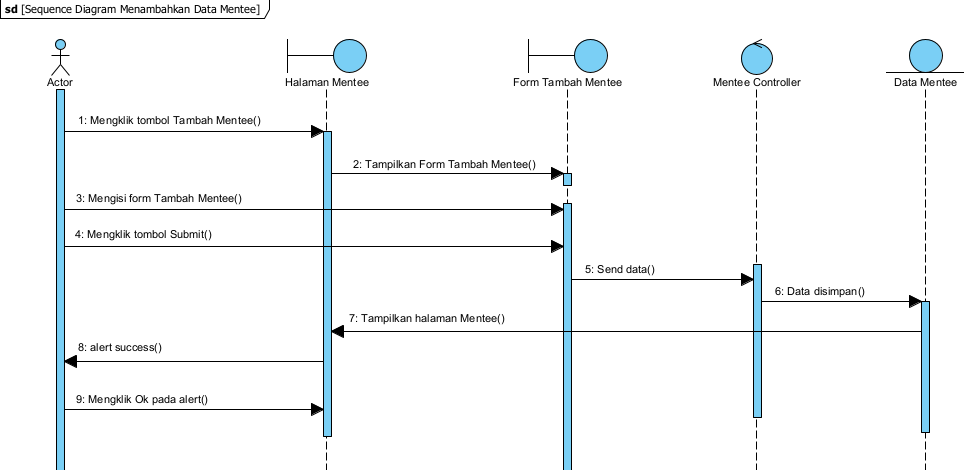 sd [Sequence Diagram Menambahkan Data Mentee]
Actor
Halaman Mentee
Form Tambah Mentee
Mentee Controller
Data Mentee
1: Mengklik tombol Tambah Mentee()
2: Tampilkan Form Tambah Mentee()
3: Mengisi form Tambah Mentee()
4: Mengklik tombol Submit()
5: Send data()
6: Data disimpan()
7: Tampilkan halaman Mentee()
8: alert success()
9: Mengklik Ok pada alert()